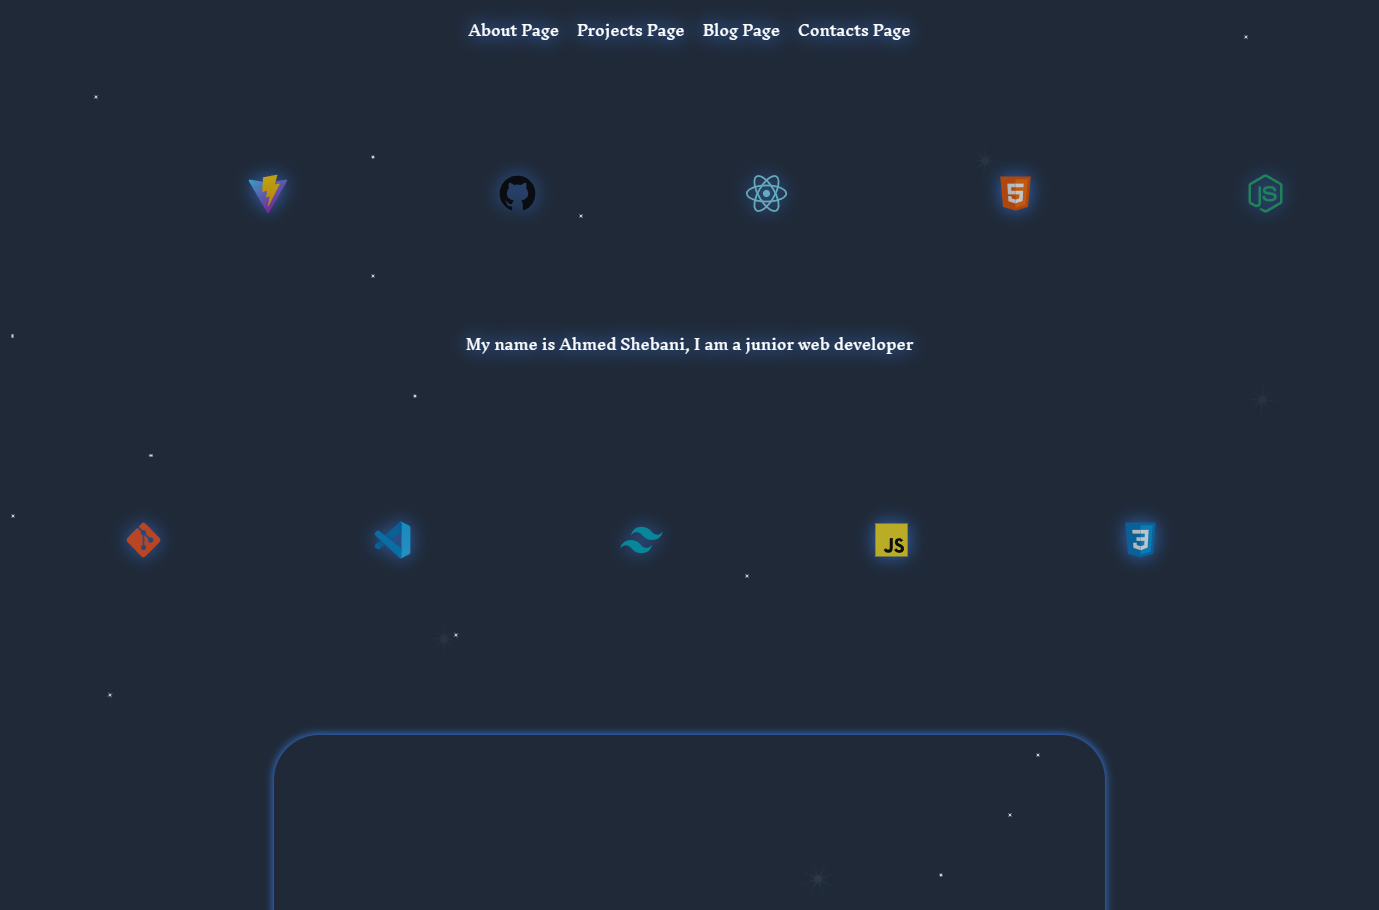 About Page Projects Page Blog Page Contacts Page
5 JS
My name is Ahmed Shebani, I am a junior web developer
JS 3